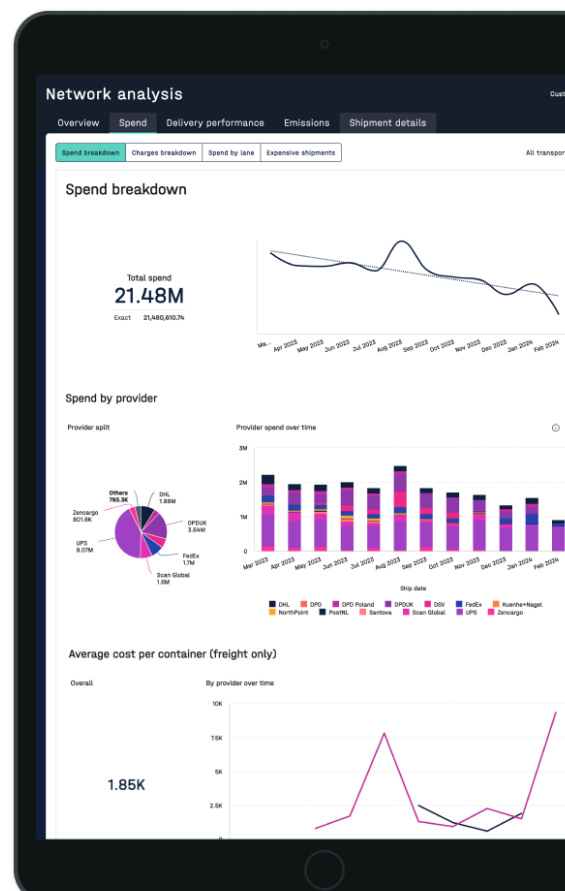 Network analysis
Cust
Overview Spend Delivery performance Emissions Shipment details
Spend breakdown Charges breakdown Spend by lane Expensive shipments
All transpor
Spend breakdown
Total spend
21.48M
Exact 21,480,610.74
Ma... Apr 2023 May 2023 Jun 2023 Jul 2023 Aug 2023 Sep 2023 Oct 2023 Nov 2023 Dec 2023 Jan 2024 Feb 2024
Spend by provider
Provider split
Others
793.3K
DHL
1.88M
DPDUK
3.64M
FedEx
1.7M
Scan Global
1.6M
UPS
9.07M
Zencargo
801.6K
Provider spend over time
3M
2M
1M
0
Mar 2023 Apr 2023 May 2023 Jun 2023 Jul 2023 Aug 2023 Sep 2023 Oct 2023 Nov 2023 Dec 2023 Jan 2024 Feb 2024
Ship date
DHL DPD DPD Poland DPDUK DSV FedEx Kuenhe+Nagel
NorthPoint PostNL Santova Scan Global UPS Zencargo
Average cost per container (freight only)
Overall
1.85K
By provider over time
10K
7.5K
5K
2.5K
0